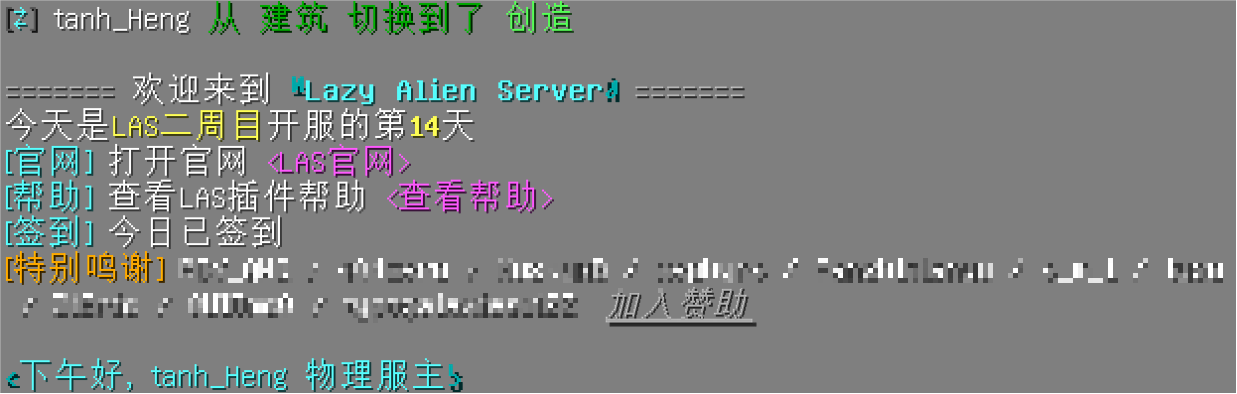 [Z] tanh_Heng 从 建筑 切换到了 创造
======= 欢迎来到 Lazy Alien Server =======
今天是LAS二周目开服的第14天
[官网] 打开官网 <LAS官网>
[帮助] 查看LAS插件帮助 <查看帮助>
[签到] 今日已签到
[特别鸣谢] / / / / / / /
/ / / 加入赞助
下午好, tanh_Heng 物理服主